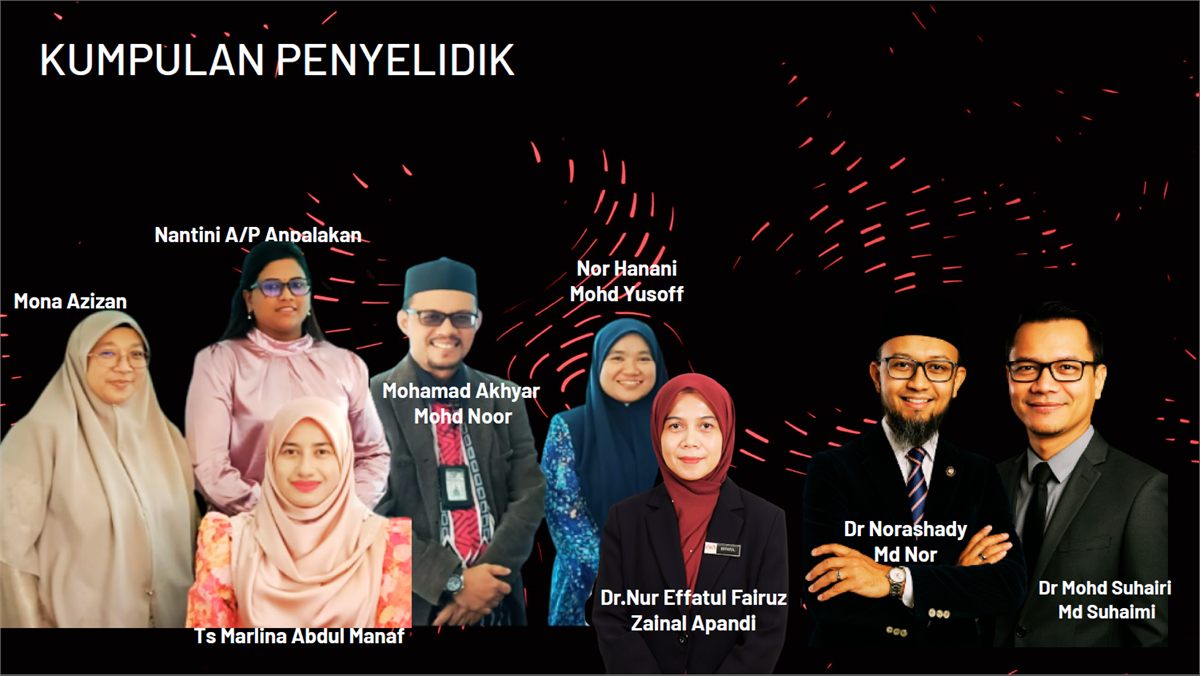 KUMPULAN PENYELIDIK
Nantini A/P Anpalakan
Mona Azizan
Nor Hanani
Mohd Yusoff
Mohamad Akhyar
Mohd Noor
Dr Norashady
Md Nor
Dr Mohd Suhairi
Md Suhaimi
Dr.Nur Effatul Fairuz
Zainal Apandi
Ts Marlina Abdul Manaf